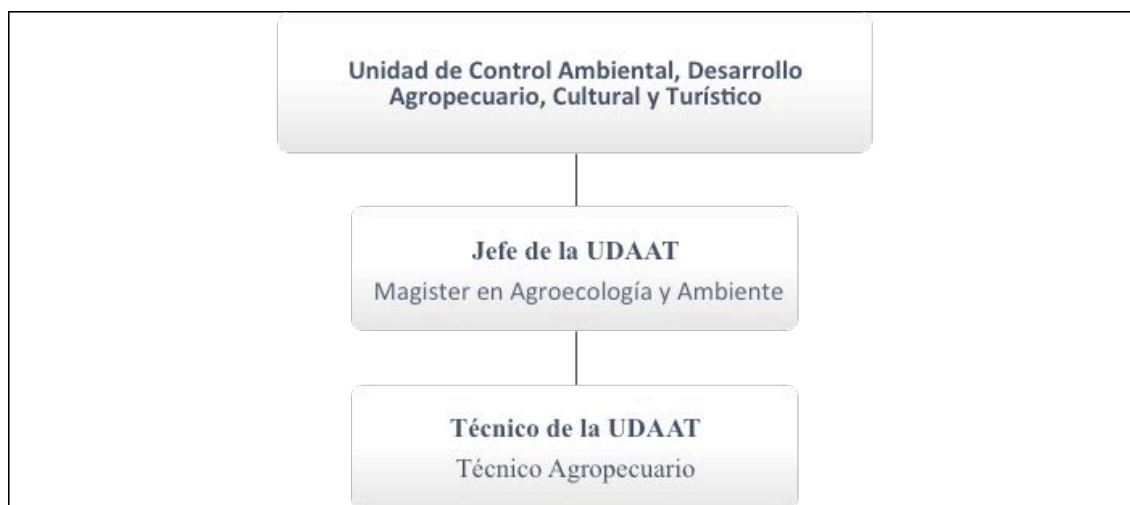 Unidad de Control Ambiental, Desarrollo
Agropecuario, Cultural y Turístico
Jefe de la UDAAT
Magister en Agroecología y Ambiente
Técnico de la UDAAT
Técnico Agropecuario